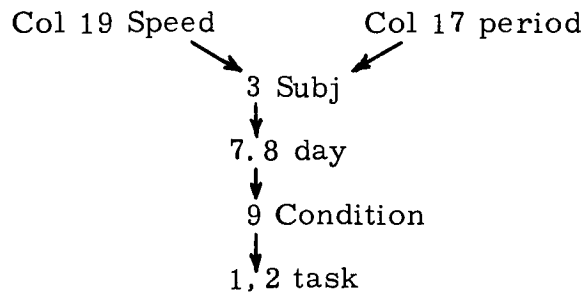 Col 19 Speed Col 17 period
3 Subj
7.8 day
9 Condition
1, 2 task